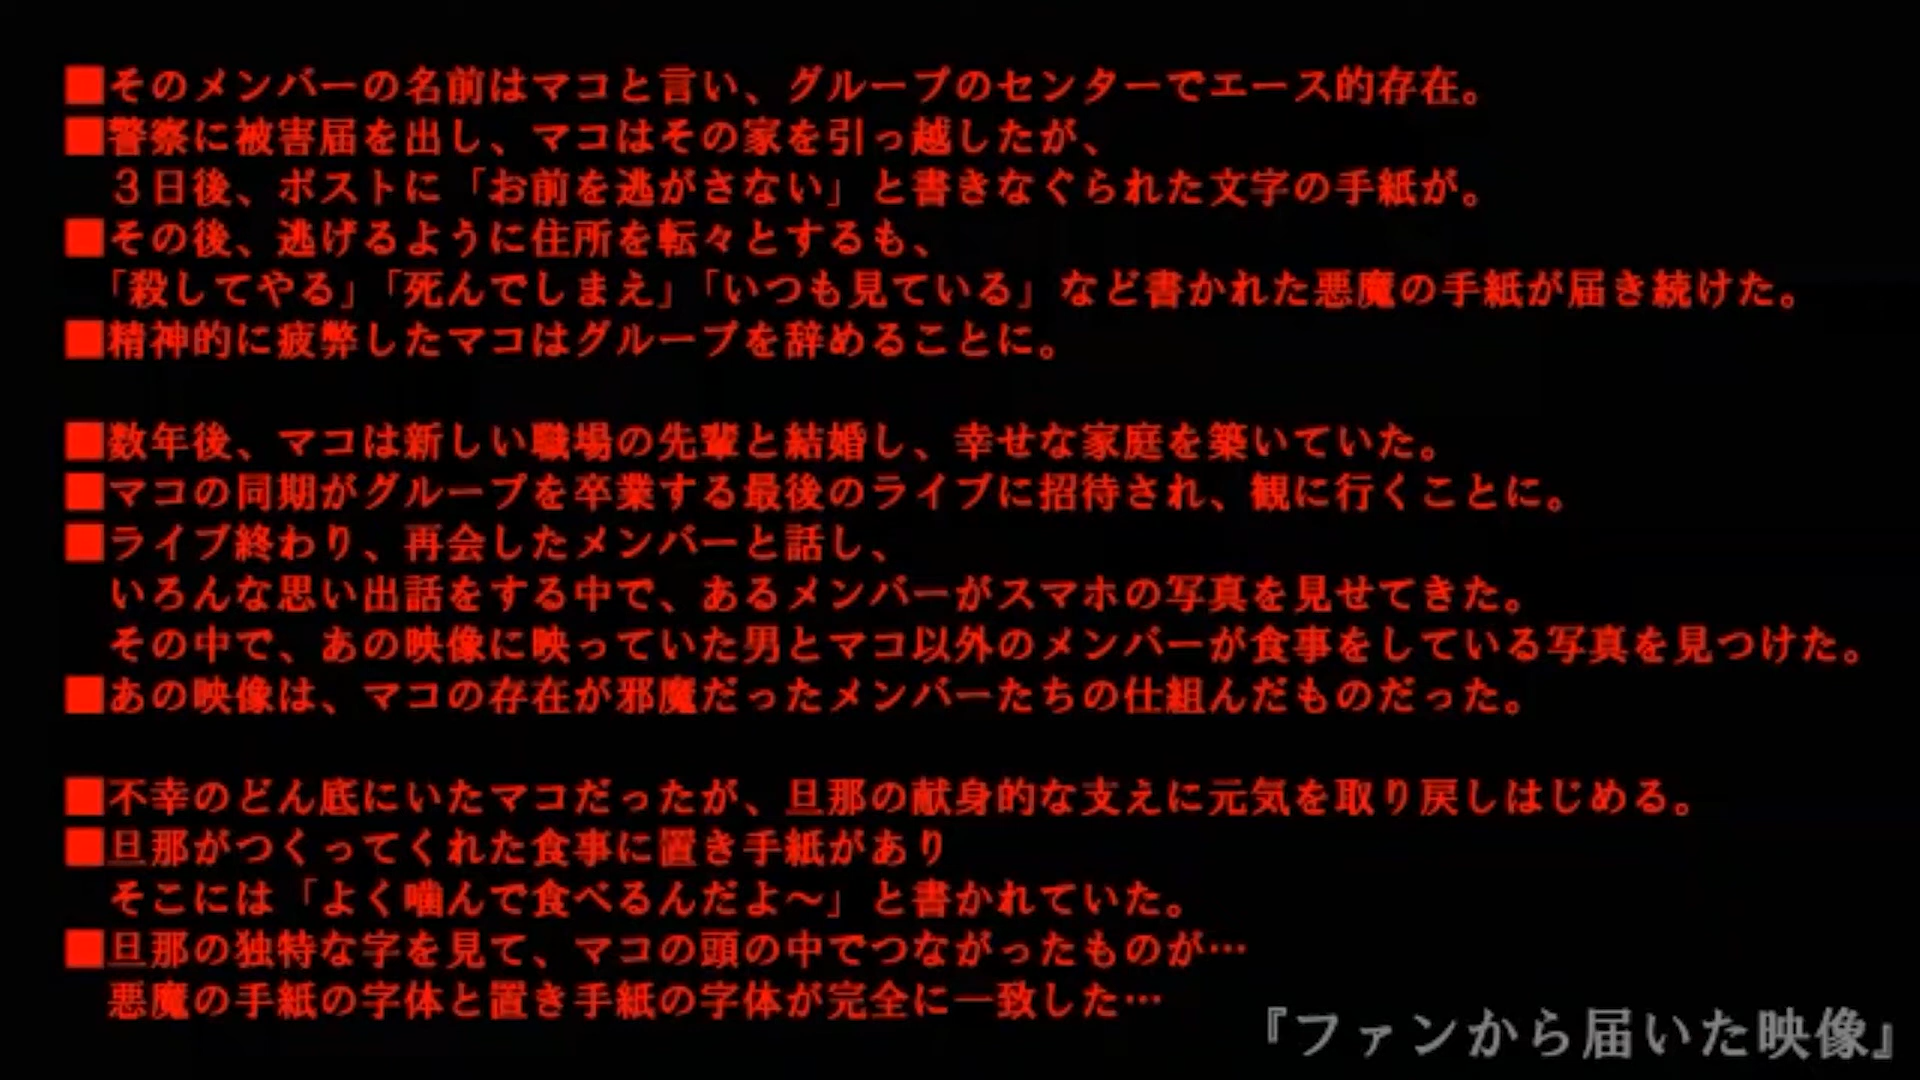 ■そのメンバーの名前はマコと言い、グループのセンターでエース的存在。
■警察に被害届を出し、マコはその家を引っ越したが、
３日後、ポストに「お前を逃がさない」と書きなぐられた文字の手紙が。
■その後、逃げるように住所を転々とするも、
「殺してやる」「死んでしまえ」「いつも見ている」など書かれた悪魔の手紙が届き続けた。
■精神的に疲弊したマコはグループを辞めることに。
■数年後、マコは新しい職場の先輩と結婚し、幸せな家庭を築いていた。
■マコの同期がグループを卒業する最後のライブに招待され、観に行くことに。
■ライブ終わり、再会したメンバーと話し、
いろんな思い出話をする中で、あるメンバーがスマホの写真を見せてきた。
その中で、あの映像に映っていた男とマコ以外のメンバーが食事をしている写真を見つけた。
■あの映像は、マコの存在が邪魔だったメンバーたちの仕組んだものだった。
■不幸のどん底にいたマコだったが、旦那の献身的な支えに元気を取り戻しはじめる。
■旦那がつくってくれた食事に置き手紙があり
そこには「よく噛んで食べるんだよ～」と書かれていた。
■旦那の独特な字を見て、マコの頭の中でつながったものが…
悪魔の手紙の字体と置き手紙の字体が完全に一致した…
『ファンから届いた映像』